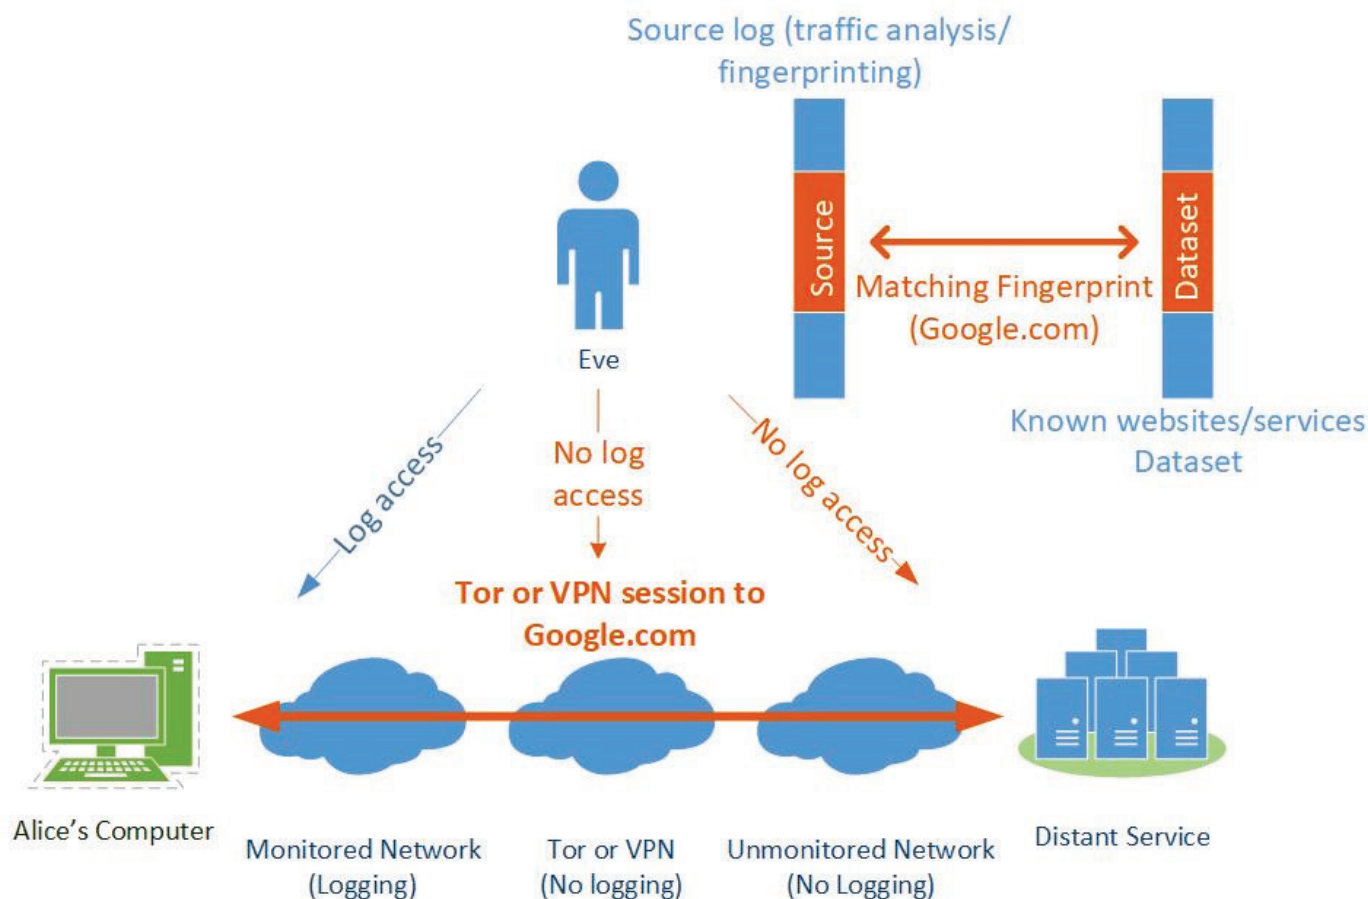 Source log (traffic analysis/
fingerprinting)
Source
Dataset
Matching Fingerprint
(Google.com)
Known websites/services
Dataset
Eve
Log access
No log
access
No log access
Tor or VPN session to
Google.com
Alice's Computer
Monitored Network
(Logging)
Tor or VPN
(No logging)
Unmonitored Network
(No Logging)
Distant Service